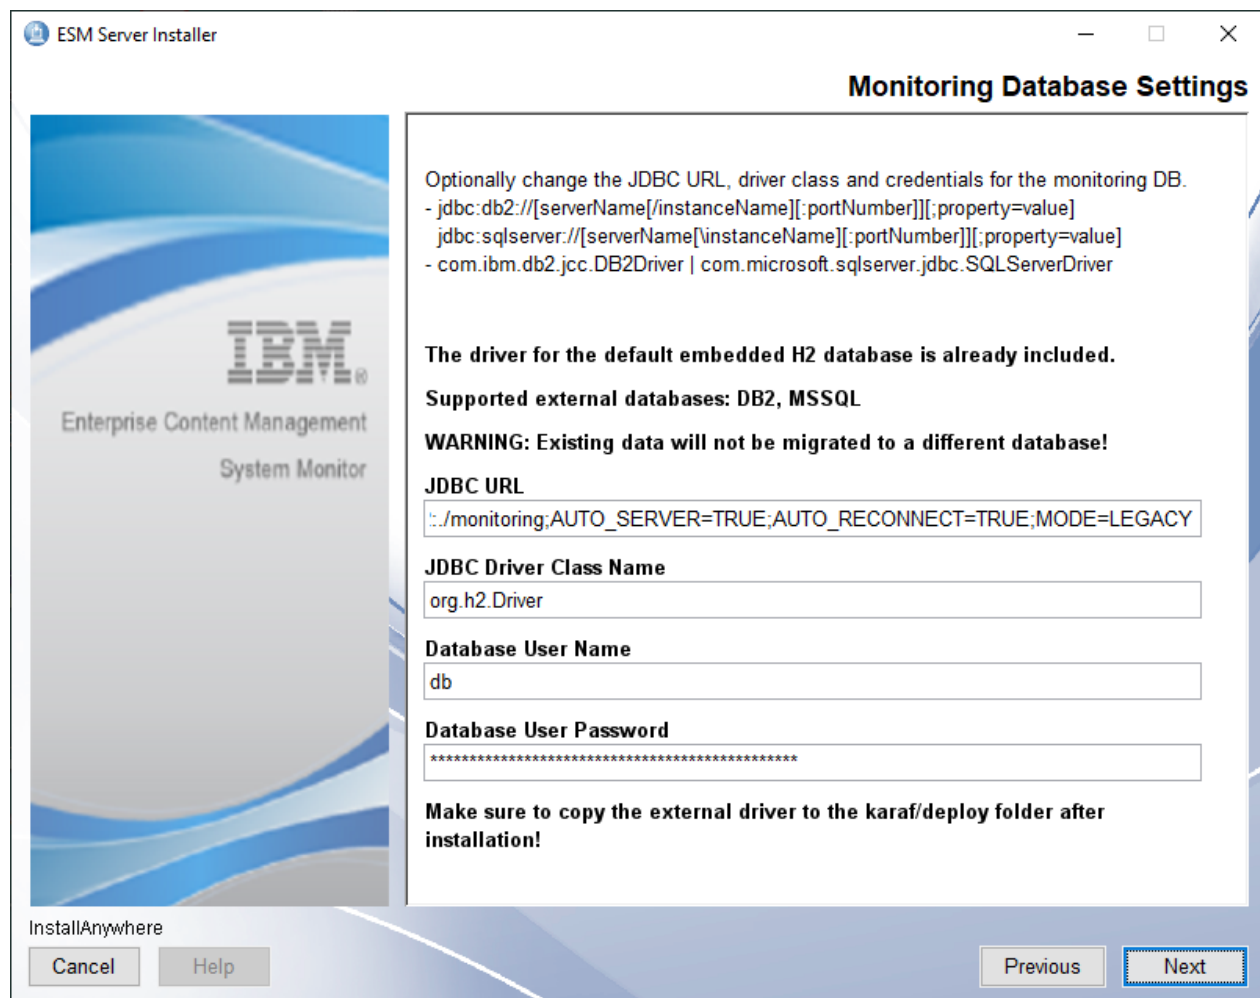 ESM Server Installer
Monitoring Database Settings
Optionally change the JDBC URL, driver class and credentials for the monitoring DB.
- jdbc:db2://[serverName[/instanceName][:portNumber]][;property=value]
jdbc:sqlserver://[serverName[\instanceName][:portNumber]][;property=value]
- com.ibm.db2.jcc.DB2Driver | com.microsoft.sqlserver.jdbc.SQLServerDriver
IBM®
Enterprise Content Management
System Monitor
The driver for the default embedded H2 database is already included.
Supported external databases: DB2, MSSQL
WARNING: Existing data will not be migrated to a different database!
JDBC URL
:./monitoring;AUTO_SERVER=TRUE;AUTO_RECONNECT=TRUE;MODE=LEGACY
JDBC Driver Class Name
org.h2.Driver
Database User Name
db
Database User Password
***********************************************
Make sure to copy the external driver to the karaf/deploy folder after
installation!
InstallAnywhere
Cancel
Help
Previous
Next